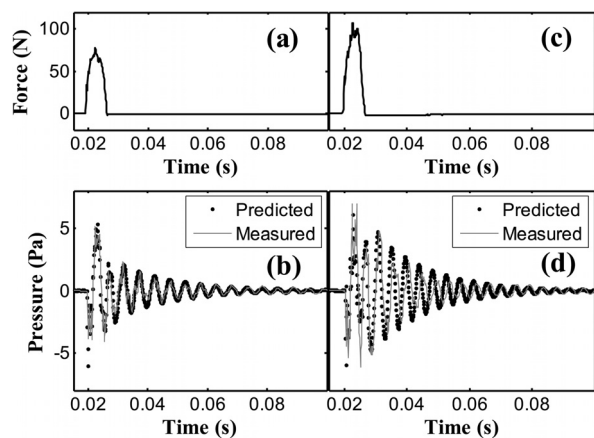 (a)
(c)
Force (N)
100
50
0
0.02 0.04 0.06 0.08
0.02 0.04 0.06 0.08
Time (s)
Time (s)
Predicted
Measured
Predicted
Measured
(b)
(d)
Pressure (Pa)
5
0
-5
0.02 0.04 0.06 0.08
0.02 0.04 0.06 0.08
Time (s)
Time (s)